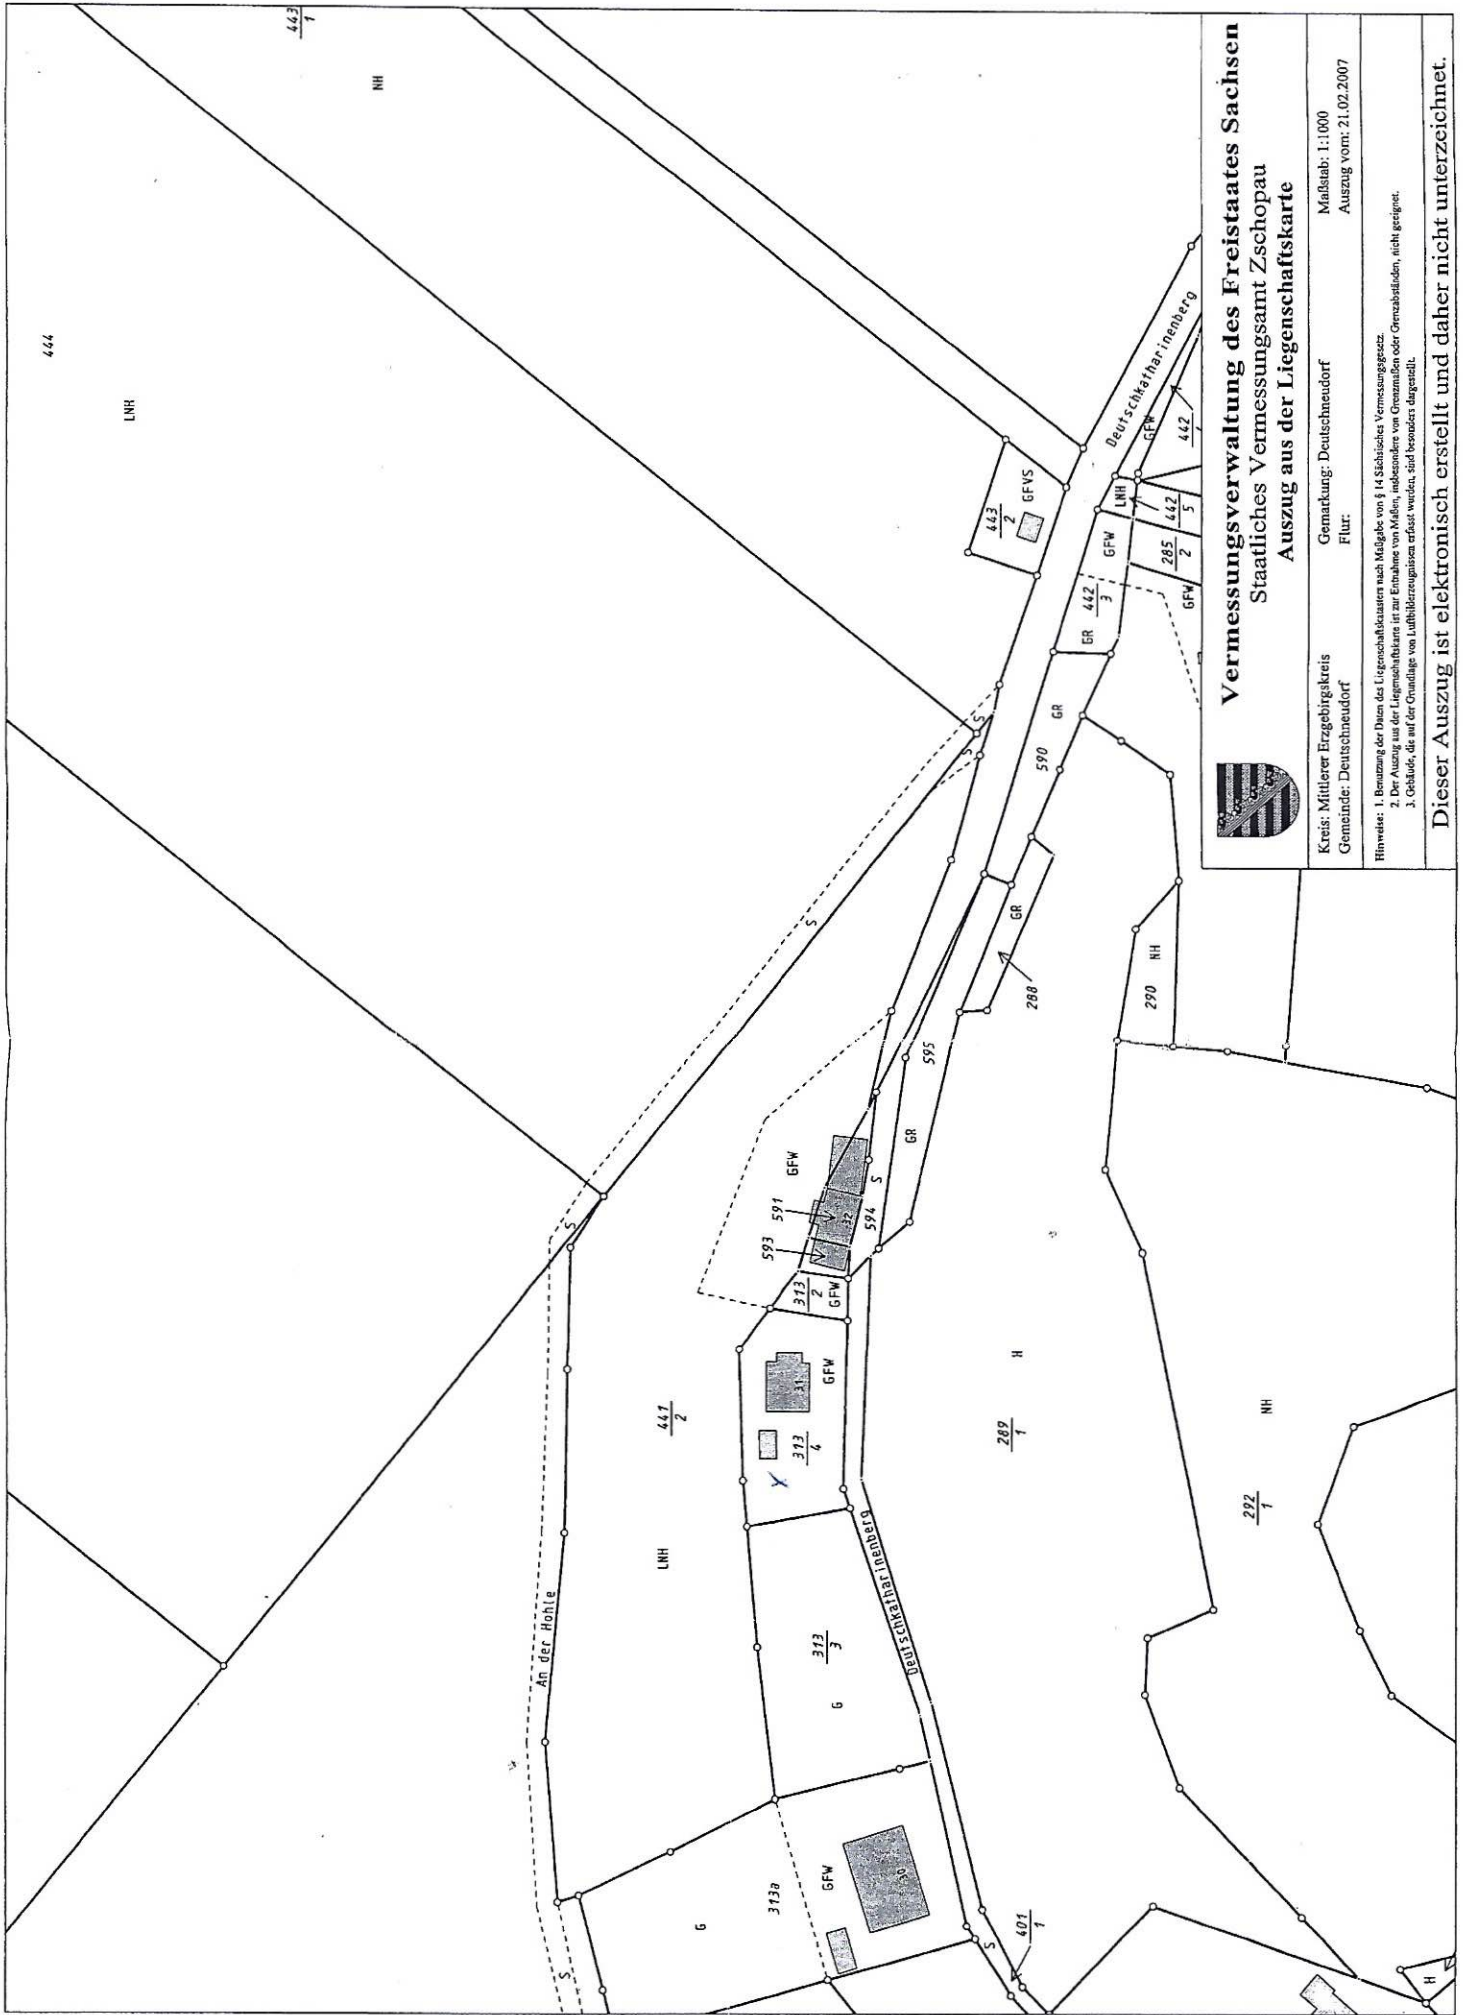 443
1
NH
444
LNH
443
2
GFVS
Deutschkatharinenberg
GFW
442
LNH
442
5
285
2
GFW
442
3
GFW
GR
GR
590
S
S
S
GR
288
290
NH
595
GR
GFW
591
593
32
594
S
313
2
GFW
S
441
2
31
GFW
313
4
289
1
H
NH
292
1
LNH
An der Hohle
Deutschkatharinenberg
313
3
G
313a
GFW
30
G
S
S
401
1
H
Vermessungsverwaltung des Freistaates Sachsen
Staatliches Vermessungsamt Zschopau
Auszug aus der Liegenschaftskarte
Kreis: Mittlerer Erzgebirgskreis
Gemeinde: Deutschneudorf
Gemarkung: Deutschneudorf
Flur:
Maßstab: 1:1000
Auszug vom: 21.02.2007
Hinweise: 1. Benutzung der Daten des Liegenschaftskatasters nach Maßgabe von § 14 Sächsisches Vermessungsgesetz.
2. Der Auszug aus der Liegenschaftskarte ist zur Entnahme von Maßen, insbesondere von Grenzmaßen oder Grenzabständen, nicht geeignet.
3. Gebäude, die auf der Grundlage von Luftbilderzeugnissen erfasst wurden, sind besonders dargestellt.
Dieser Auszug ist elektronisch erstellt und daher nicht unterzeichnet.